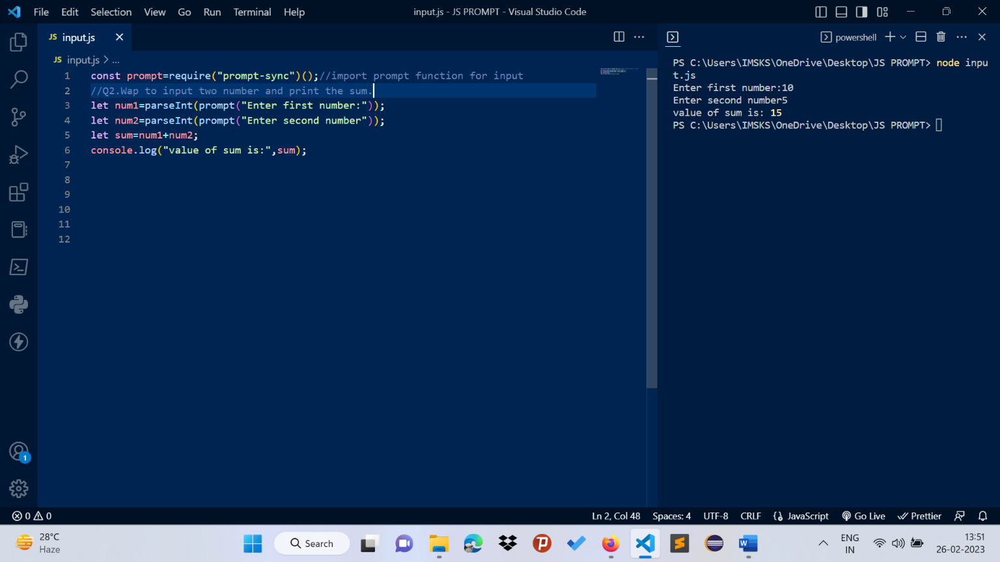 File Edit Selection View Go Run Terminal Help
input.js - JS PROMPT - Visual Studio Code
JS input.js
powershell
JS input.js > ...
1 const prompt=require("prompt-sync")();//import prompt function for input
2 //Q2.Wap to input two number and print the sum.
3 let num1=parseInt(prompt("Enter first number:"));
4 let num2=parseInt(prompt("Enter second number"));
5 let sum=num1+num2;
6 console.log("value of sum is:",sum);
7
8
9
10
11
12
PS C:\Users\IMSKS\OneDrive\Desktop\JS PROMPT> node inpu
t.js
Enter first number:10
Enter second number5
value of sum is: 15
PS C:\Users\IMSKS\OneDrive\Desktop\JS PROMPT>
1
0 0
Ln 2, Col 48 Spaces: 4 UTF-8 CRLF JavaScript Go Live Prettier
28°C
Haze
Search
ENG
IN
13:51
26-02-2023